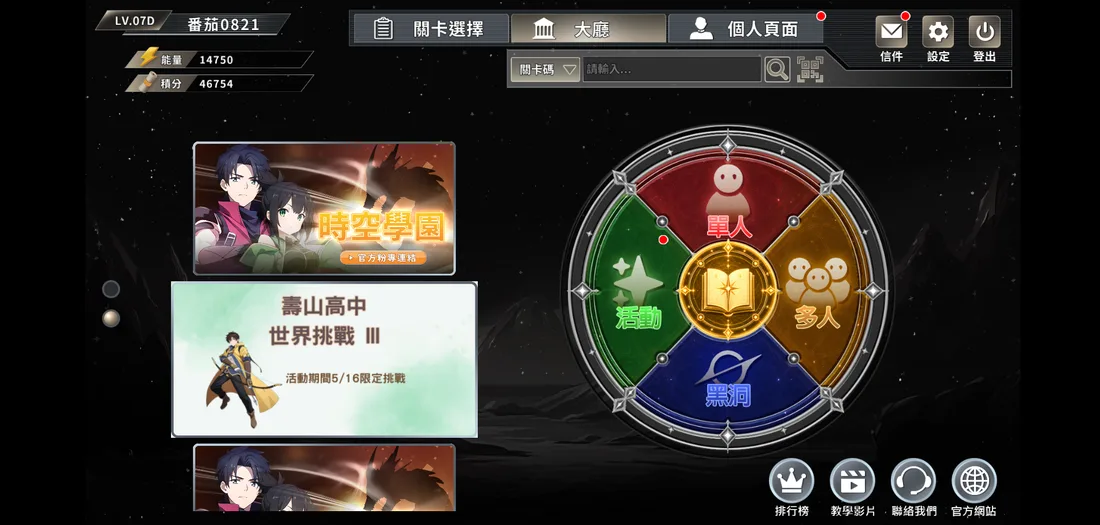 LV.07D
番茄0821
能量 14750
積分 46754
關卡選擇
大廳
個人頁面
信件
設定
登出
關卡碼
請輸入...
時空學園
官方粉專連結
壽山高中
世界挑戰 Ⅲ
活動期間5/16限定挑戰
單人
活動
多人
黑洞
排行榜
教學影片
聯絡我們
官方網站